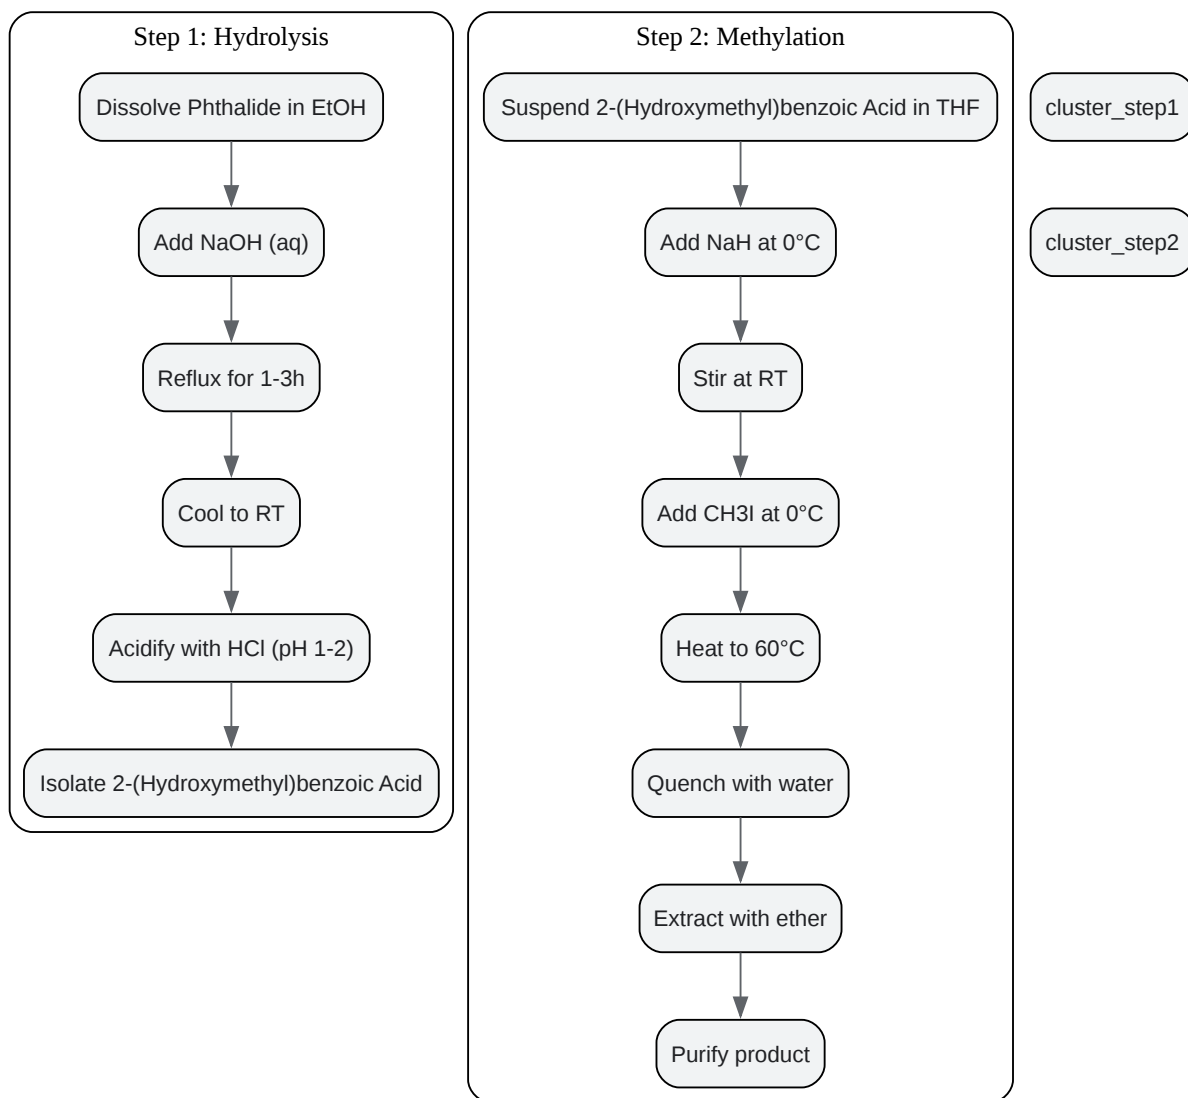 Step 1: Hydrolysis
Dissolve Phthalide in EtOH
Add NaOH (aq)
Reflux for 1-3h
Cool to RT
Acidify with HCl (pH 1-2)
Isolate 2-(Hydroxymethyl)benzoic Acid
Step 2: Methylation
Suspend 2-(Hydroxymethyl)benzoic Acid in THF
Add NaH at 0°C
Stir at RT
Add CH3I at 0°C
Heat to 60°C
Quench with water
Extract with ether
Purify product
cluster_step1
cluster_step2